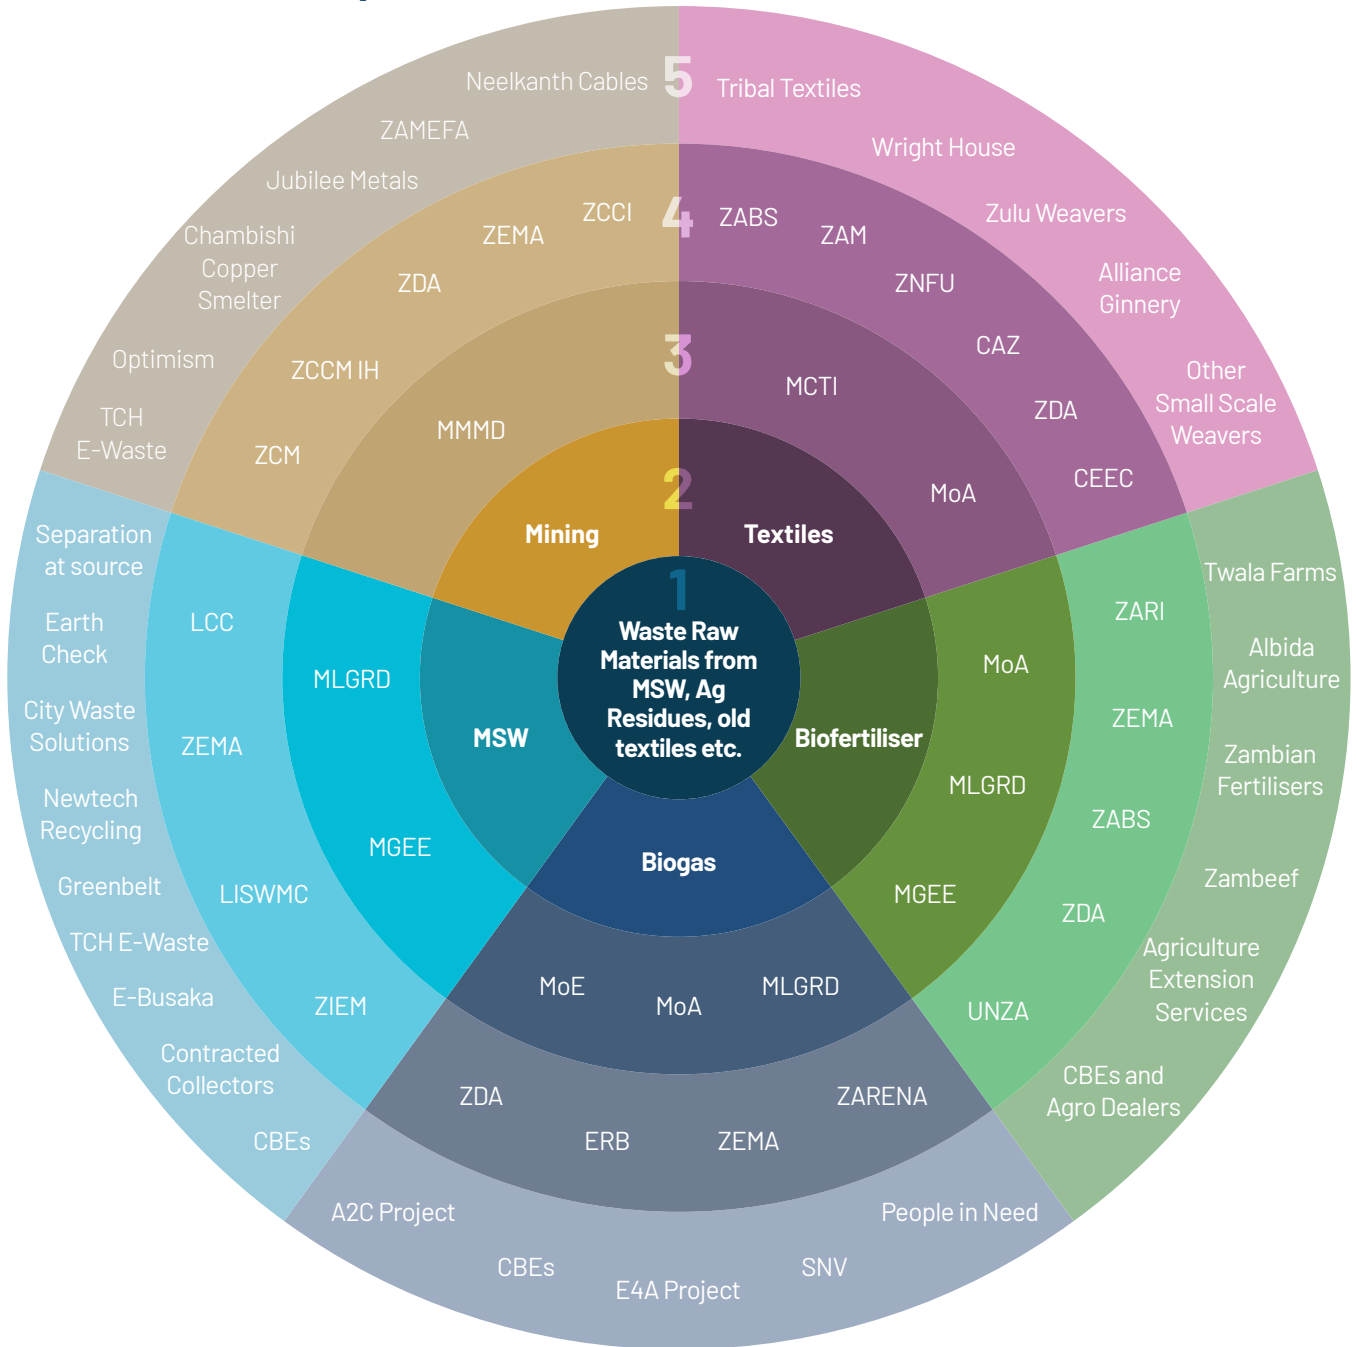 5
Neelkanth Cables
ZAMEFA
Jubilee Metals
Chambishi
Copper
Smelter
Optimism
TCH
E-Waste
Tribal Textiles
Wright House
Zulu Weavers
Alliance
Ginnery
Other
Small Scale
Weavers
4
ZCCI
ZEMA
ZDA
ZCCM IH
ZCM
ZABS
ZAM
ZNFU
CAZ
ZDA
CEEC
3
MMMD
MCTI
MoA
2
Mining
Textiles
1
Waste Raw
Materials from
MSW, Ag
Residues, old
textiles etc.
MSW
Biofertiliser
Biogas
Separation
at source
Earth
Check
City Waste
Solutions
Newtech
Recycling
Greenbelt
TCH E-Waste
E-Busaka
Contracted
Collectors
CBEs
LCC
ZEMA
LISWMC
ZIEM
MLGRD
MGEE
MoA
MLGRD
MGEE
ZARI
ZEMA
ZABS
ZDA
UNZA
Twala Farms
Albida
Agriculture
Zambian
Fertilisers
Zambeef
Agriculture
Extension
Services
CBEs and
Agro Dealers
MoE
MoA
MLGRD
ZDA
ERB
ZEMA
ZARENA
A2C Project
CBEs
E4A Project
SNV
People in Need